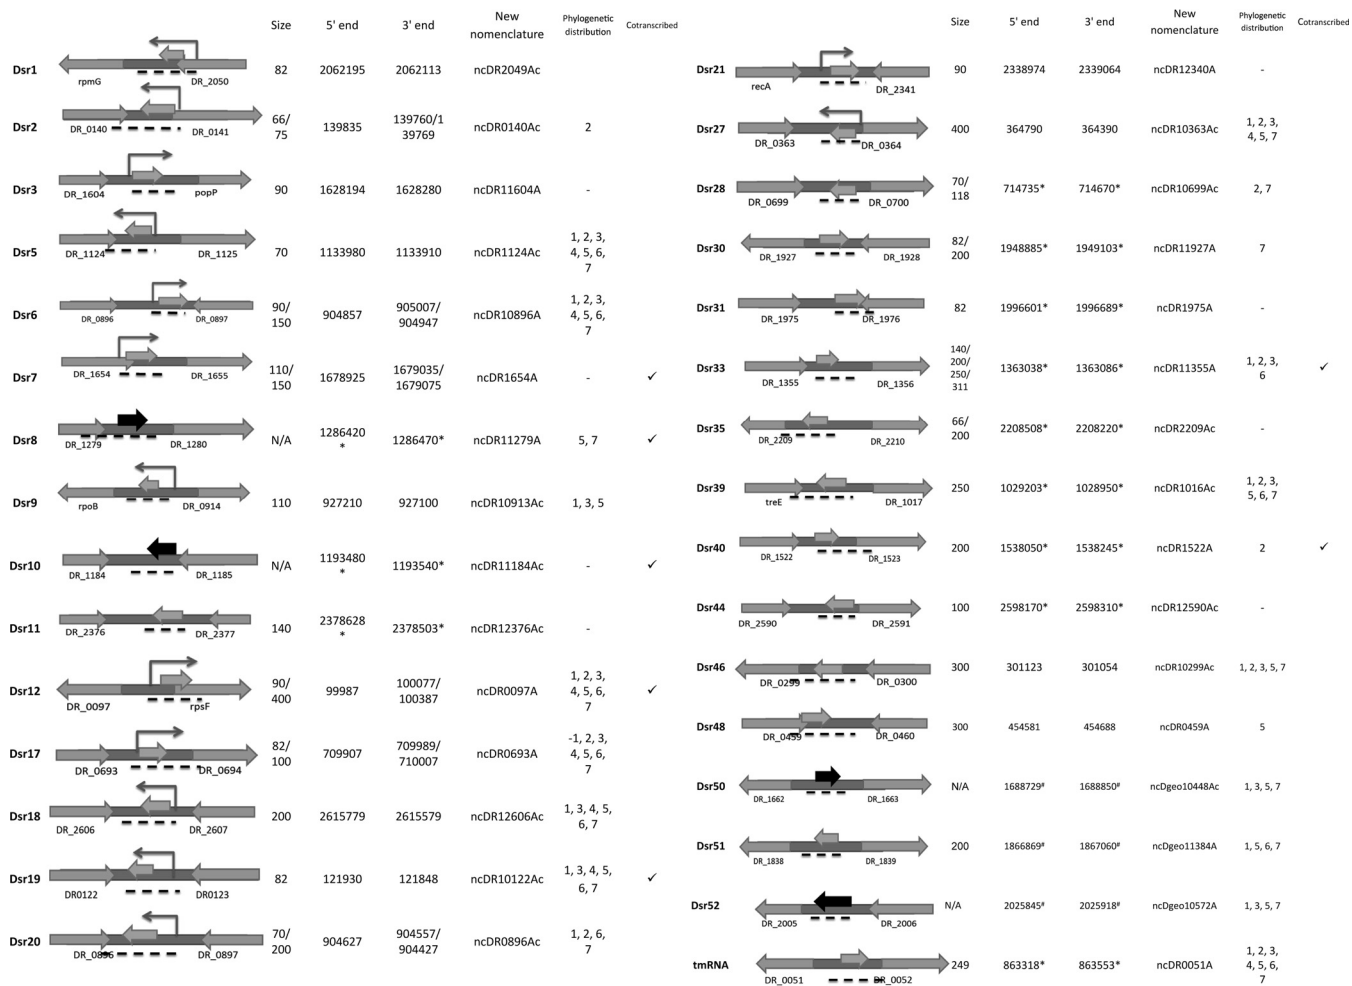 Size 5' end 3' end New nomenclature Phylogenetic distribution Cotranscribed
Dsr1 rpmG DR_2050 82 2062195 2062113 ncDR2049Ac
Dsr2 DR_0140 DR_0141 66/75 139835 139760/139769 ncDR0140Ac 2
Dsr3 DR_1604 popP 90 1628194 1628280 ncDR11604A -
Dsr5 DR_1124 DR_1125 70 1133980 1133910 ncDR1124Ac 1, 2, 3, 4, 5, 6, 7
Dsr6 DR_0896 DR_0897 90/150 904857 905007/904947 ncDR10896A 1, 2, 3, 4, 5, 6, 7
Dsr7 DR_1654 DR_1655 110/150 1678925 1679035/1679075 ncDR1654A - ✓
Dsr8 DR_1279 DR_1280 N/A 1286420* 1286470* ncDR11279A 5, 7 ✓
Dsr9 rpoB DR_0914 110 927210 927100 ncDR10913Ac 1, 3, 5
Dsr10 DR_1184 DR_1185 N/A 1193480* 1193540* ncDR11184Ac - ✓
Dsr11 DR_2376 DR_2377 140 2378628* 2378503* ncDR12376Ac -
Dsr12 DR_0097 rpsF 90/400 99987 100077/100387 ncDR0097A 1, 2, 3, 4, 5, 6, 7 ✓
Dsr17 DR_0693 DR_0694 82/100 709907 709989/710007 ncDR0693A -1, 2, 3, 4, 5, 6, 7
Dsr18 DR_2606 DR_2607 200 2615779 2615579 ncDR12606Ac 1, 3, 4, 5, 6, 7
Dsr19 DR0122 DR0123 82 121930 121848 ncDR10122Ac 1, 3, 4, 5, 6, 7 ✓
Dsr20 DR_0896 DR_0897 70/200 904627 904557/904427 ncDR0896Ac 1, 2, 6, 7
Size 5' end 3' end New nomenclature Phylogenetic distribution Cotranscribed
Dsr21 recA DR_2341 90 2338974 2339064 ncDR12340A -
Dsr27 DR_0363 DR_0364 400 364790 364390 ncDR10363Ac 1, 2, 3, 4, 5, 7
Dsr28 DR_0699 DR_0700 70/118 714735* 714670* ncDR10699Ac 2, 7
Dsr30 DR_1927 DR_1928 82/200 1948885* 1949103* ncDR11927A 7
Dsr31 DR_1975 DR_1976 82 1996601* 1996689* ncDR1975A -
Dsr33 DR_1355 DR_1356 140/200/250/311 1363038* 1363086* ncDR11355A 1, 2, 3, 6 ✓
Dsr35 DR_2209 DR_2210 66/200 2208508* 2208220* ncDR2209Ac -
Dsr39 treE DR_1017 250 1029203* 1028950* ncDR1016Ac 1, 2, 3, 5, 6, 7
Dsr40 DR_1522 DR_1523 200 1538050* 1538245* ncDR1522A 2 ✓
Dsr44 DR_2590 DR_2591 100 2598170* 2598310* ncDR12590Ac -
Dsr46 DR_0299 DR_0300 300 301123 301054 ncDR10299Ac 1, 2, 3, 5, 7
Dsr48 DR_0459 DR_0460 300 454581 454688 ncDR0459A 5
Dsr50 DR_1662 DR_1663 N/A 1688729# 1688850# ncDgeo10448Ac 1, 3, 5, 7
Dsr51 DR_1838 DR_1839 200 1866869# 1867060# ncDgeo11384A 1, 5, 6, 7
Dsr52 DR_2005 DR_2006 N/A 2025845# 2025918# ncDgeo10572A 1, 3, 5, 7
tmRNA DR_0051 DR_0052 249 863318* 863553* ncDR0051A 1, 2, 3, 4, 5, 6, 7